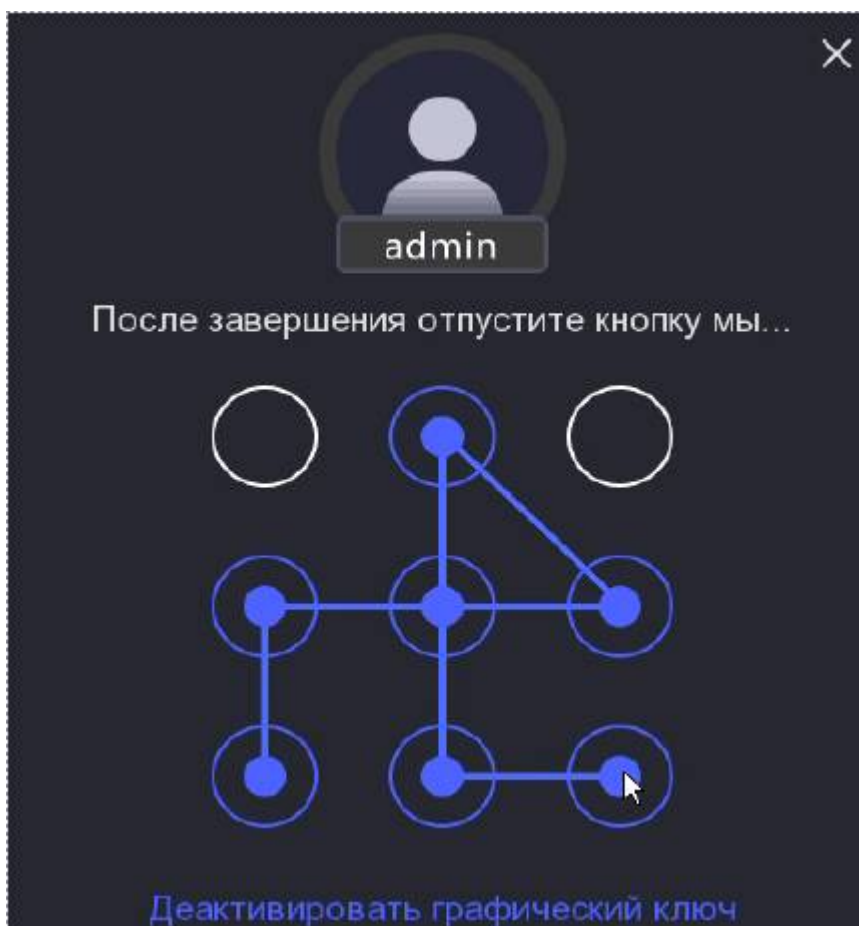 admin
После завершения отпустите кнопку мы...
Деактивировать графический ключ